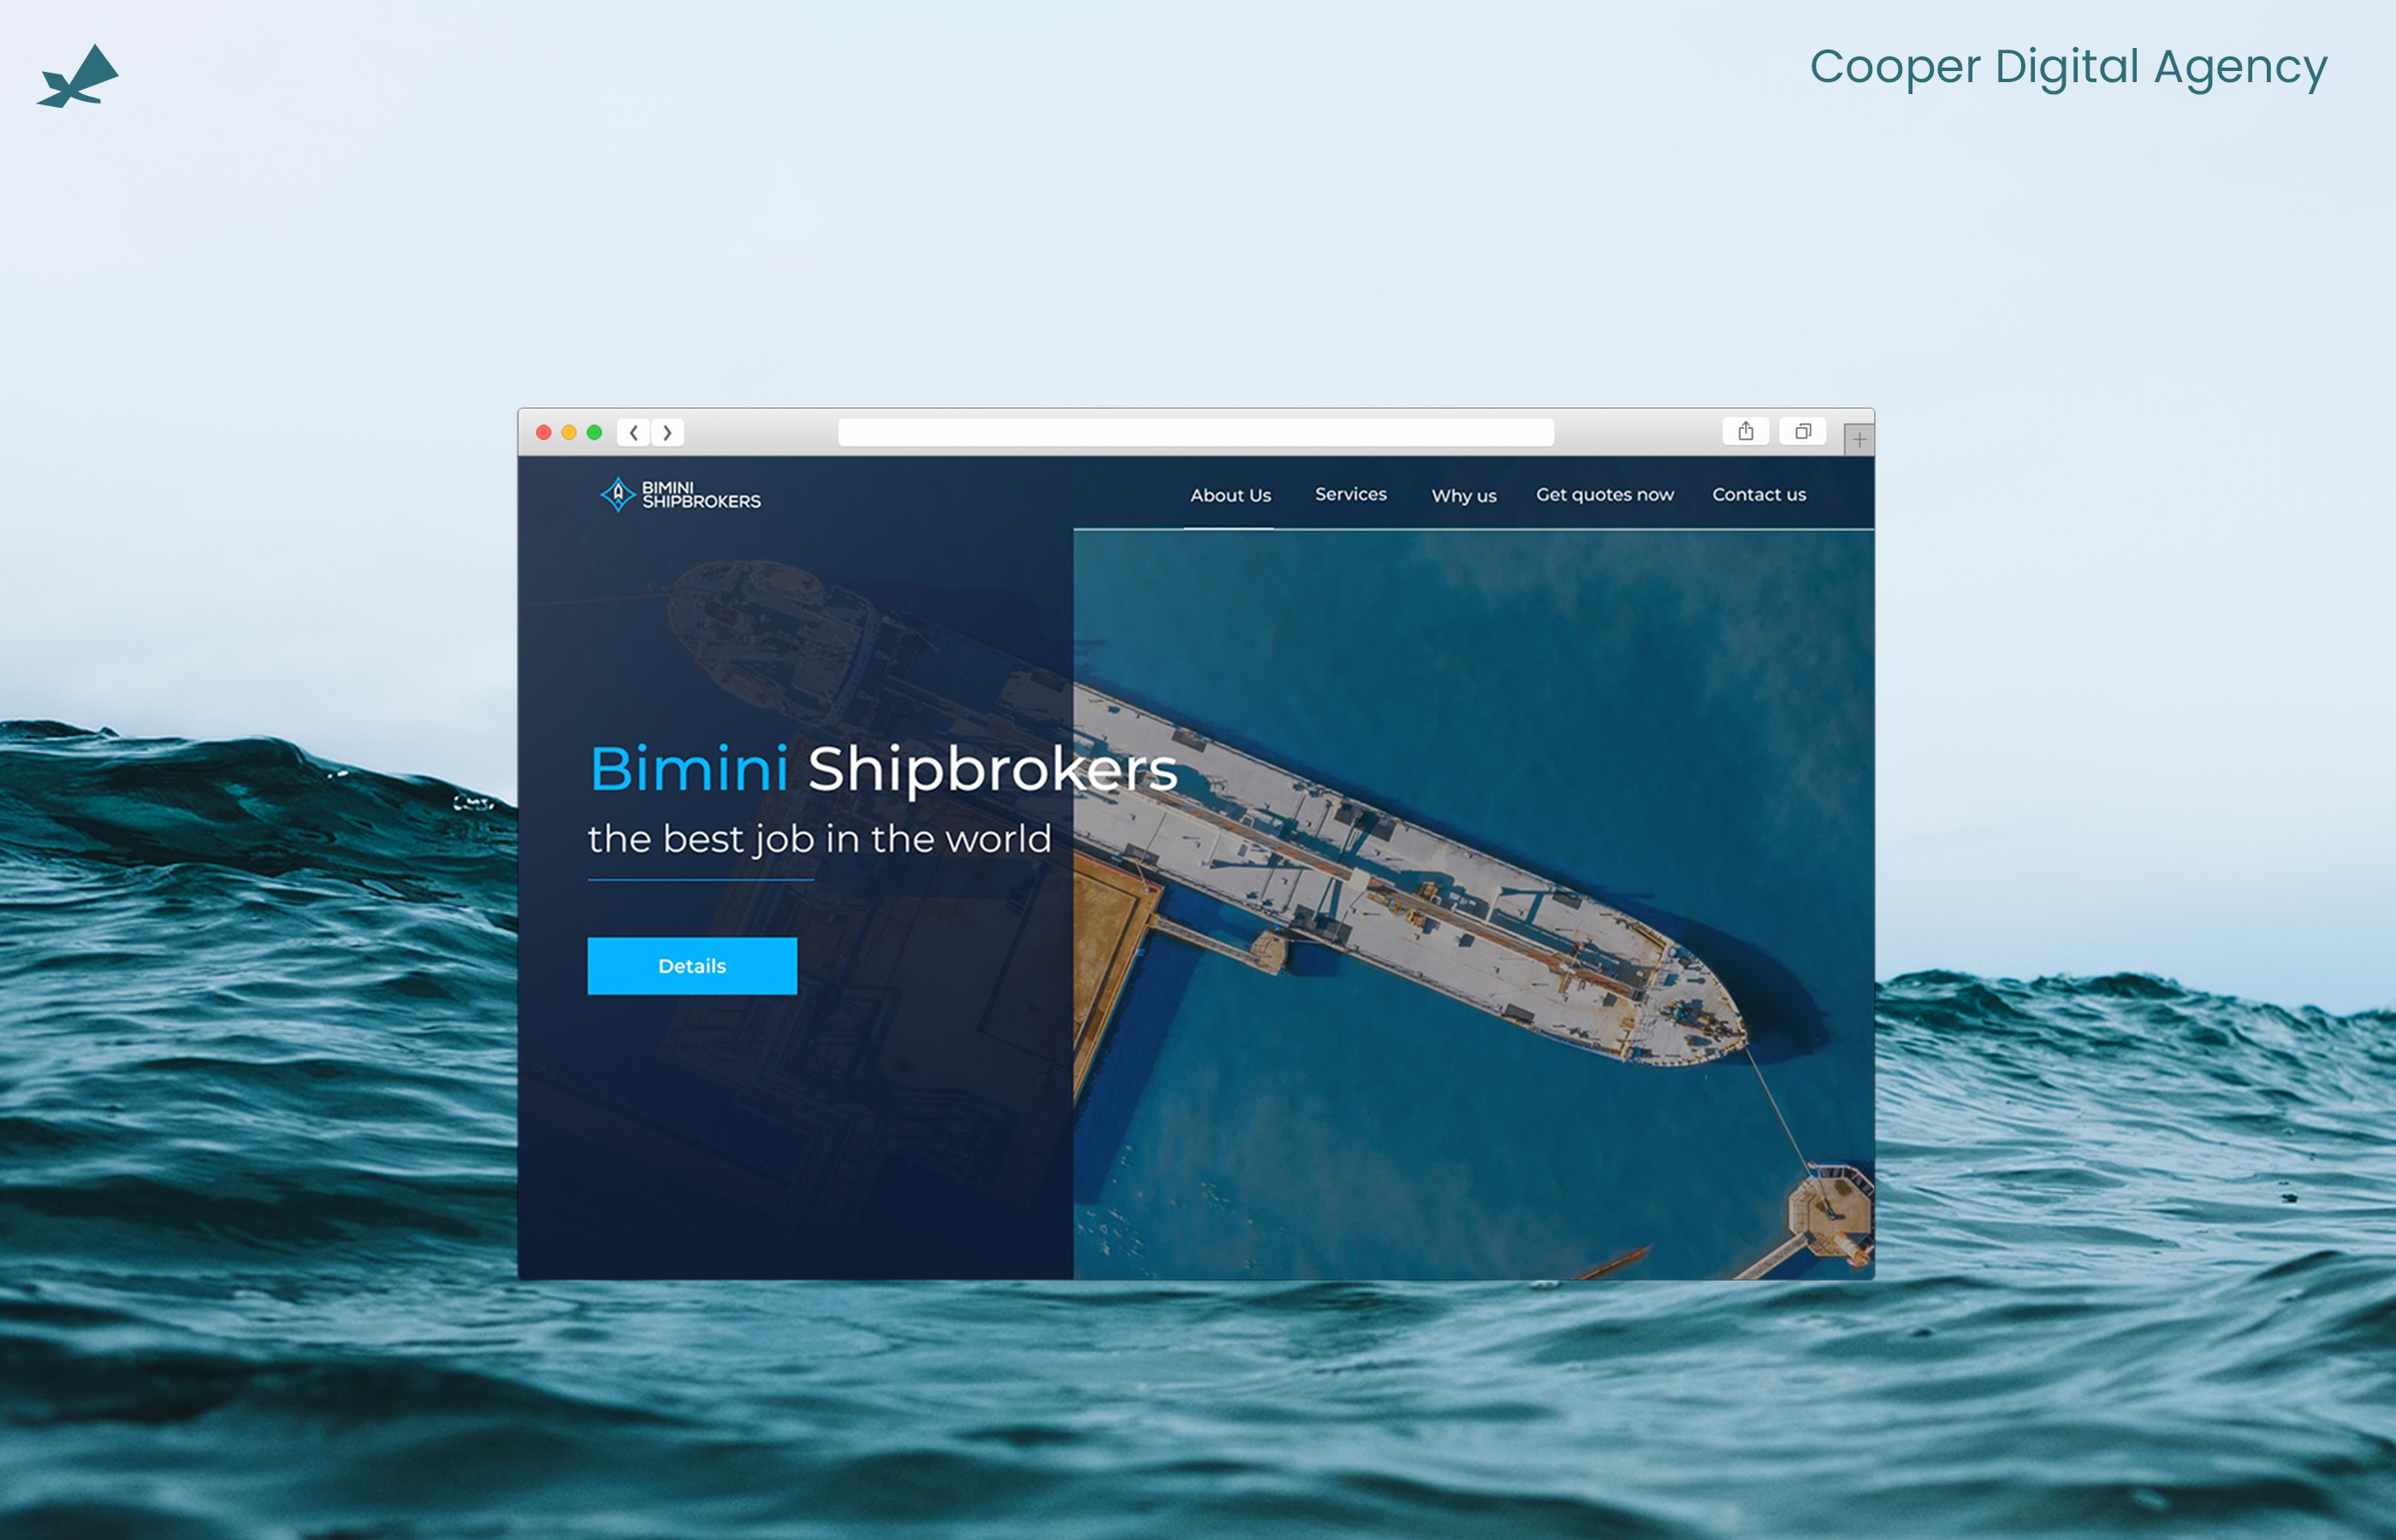 Cooper Digital Agency
BIMINI
SHIPBROKERS
About Us
Services
Why us
Get quotes now
Contact us
Bimini Shipbrokers
the best job in the world
Details